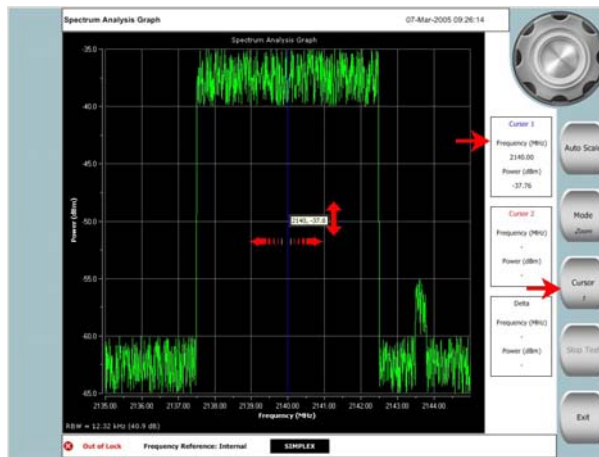 Spectrum Analysis Graph
07-Mar-2005 09:26:14
Spectrum Analysis Graph
-35.0
-40.0
-45.0
-50.0
-55.0
-60.0
-65.0
Power (dBm)
2140, -37.8
2135.00 2137.00 2138.00 2139.00 2140.00 2141.00 2142.00 2144.00
Frequency (MHz)
RBW = 12.32 kHz (40.9 dB)
Cursor 1
Frequency (MHz)
2140.00
Power (dBm)
-37.76
Cursor 2
Frequency (MHz)
-
Power (dBm)
-
Delta
Frequency (MHz)
-
Power (dBm)
-
Auto Scale
Mode
Zoom
Cursor
1
Stop Test
Exit
Out of Lock
Frequency Reference: Internal
SIMPLEX